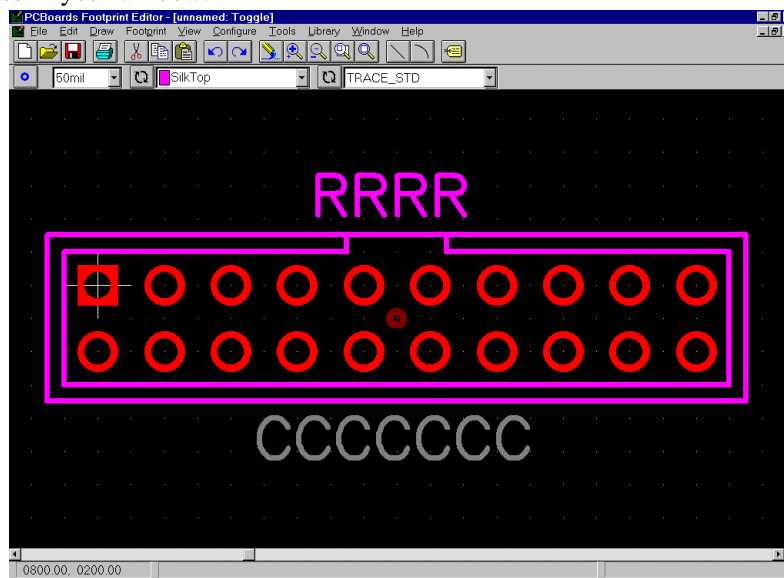 PCBoards Footprint Editor - [unnamed: Toggle]
File Edit Draw Footprint View Configure Tools Library Window Help
50mil SilkTop TRACE_STD
RRRR
CCCCCCC
0800.00, 0200.00